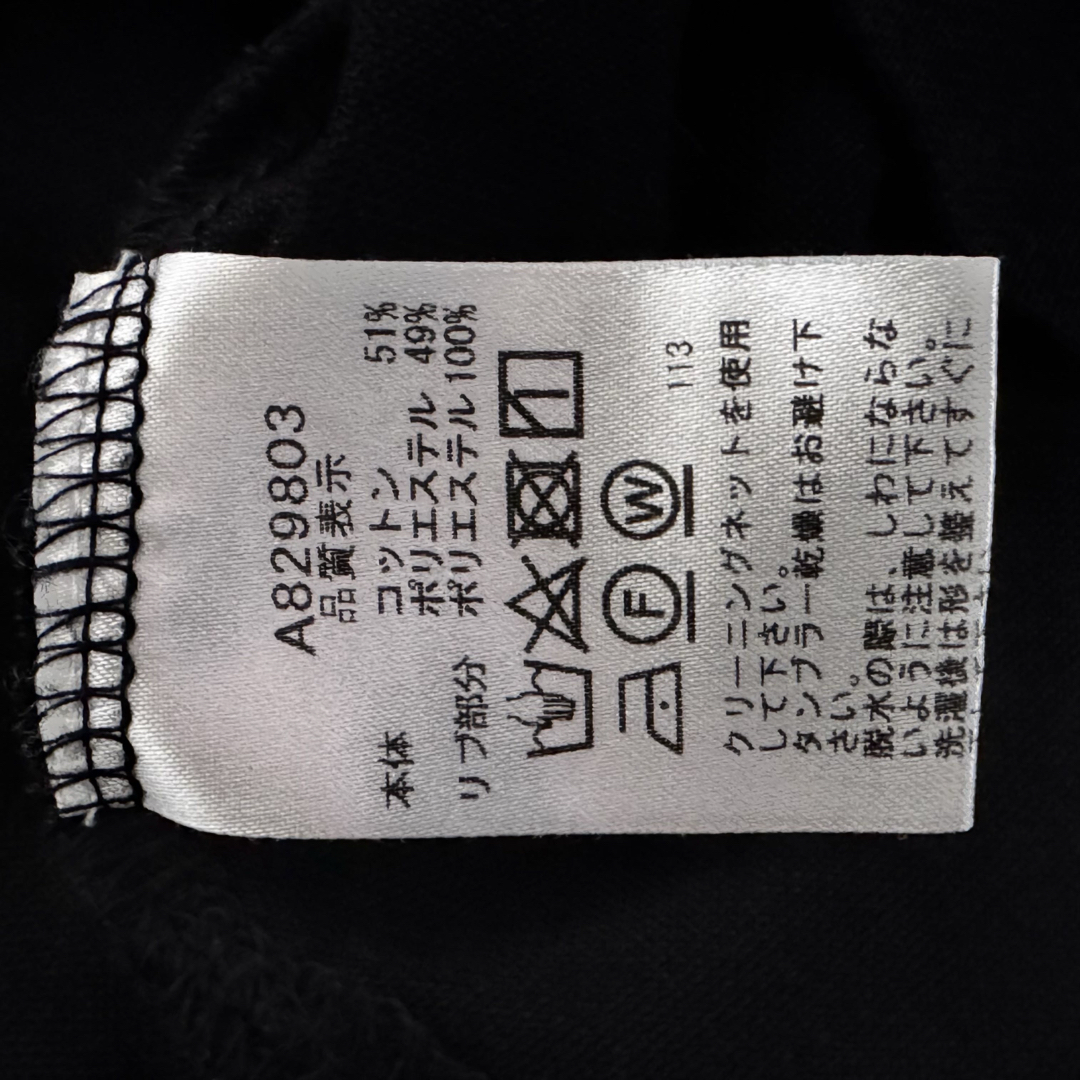 A829803
品質表示
本体 コットン 51%
ポリエステル 49%
リブ部分 ポリエステル 100%
F W
113
クリーニングネットを使用
して下さい。
タンブラー乾燥はお避け下
さい。
脱水の際は、しわにならな
いように注意して下さい。
洗濯機は形を整えてすぐに